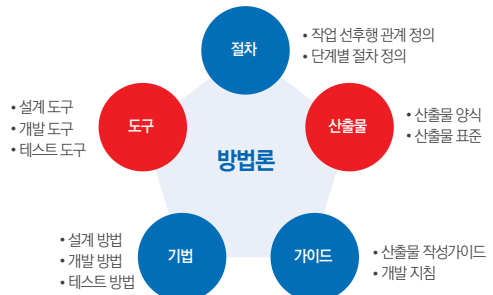 절차
• 작업 선후행 관계 정의
• 단계별 절차 정의
• 설계 도구
• 개발 도구
• 테스트 도구
도구
산출물
• 산출물 양식
• 산출물 표준
방법론
• 설계 방법
• 개발 방법
• 테스트 방법
기법
가이드
• 산출물 작성가이드
• 개발 지침